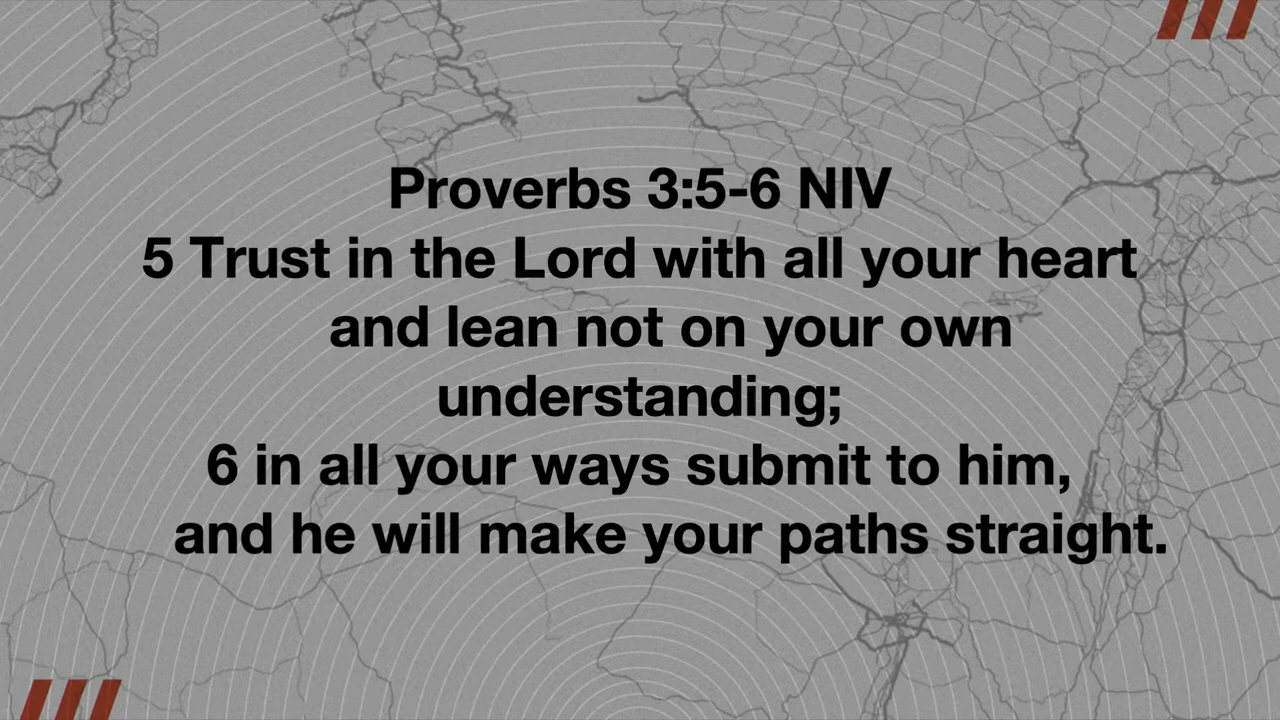 Proverbs 3:5-6 NIV
5 Trust in the Lord with all your heart
and lean not on your own
understanding;
6 in all your ways submit to him,
and he will make your paths straight.